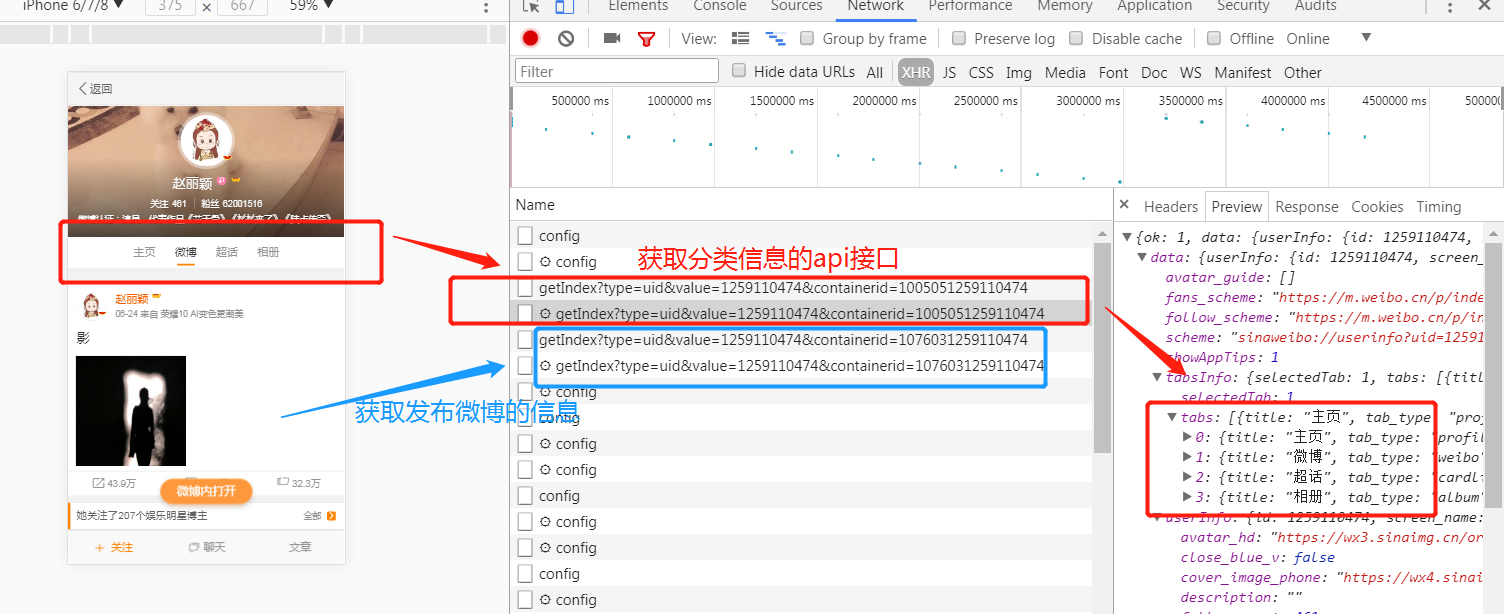 iPhone 6/7/8 ▼ 375 × 667 59% ▼
Elements Console Sources Network Performance Memory Application Security Audits
View: Group by frame Preserve log Disable cache Offline Online ▼
Filter Hide data URLs All XHR JS CSS Img Media Font Doc WS Manifest Other
500000 ms 1000000 ms 1500000 ms 2000000 ms 2500000 ms 3000000 ms 3500000 ms 4000000 ms 4500000 ms 50000
返回
赵丽颖
关注 461 粉丝 62001516
主页 微博 超话 相册
赵丽颖
06-24 来自 荣耀10 AI变色更潮美
影
43.9万 32.3万
微博内打开
她关注了207个娱乐明星博主 全部
+ 关注 聊天 文章
Name
config
config
获取分类信息的api接口
getIndex?type=uid&value=1259110474&containerid=1005051259110474
getIndex?type=uid&value=1259110474&containerid=1005051259110474
getIndex?type=uid&value=1259110474&containerid=1076031259110474
getIndex?type=uid&value=1259110474&containerid=1076031259110474
config
获取发布微博的信息
config
config
config
config
config
config
config
config
× Headers Preview Response Cookies Timing
▼{ok: 1, data: {userInfo: {id: 1259110474,
▼data: {userInfo: {id: 1259110474, screen_
avatar_guide: []
fans_scheme: "https://m.weibo.cn/p/inde
follow_scheme: "https://m.weibo.cn/p/in
scheme: "sinaweibo://userinfo?uid=12591
showAppTips: 1
▼tabsInfo: {selectedTab: 1, tabs: [{titl
selectedTab: 1
▼tabs: [{title: "主页", tab_type: "prof
▶0: {title: "主页", tab_type: "profil
▶1: {title: "微博", tab_type: "weibo"
▶2: {title: "超话", tab_type: "cardli
▶3: {title: "相册", tab_type: "album"
▼userInfo: {id: 1259110474, screen_name:
avatar_hd: "https://wx3.sinaimg.cn/or
close_blue_v: false
cover_image_phone: "https://wx4.sinai
description: ""